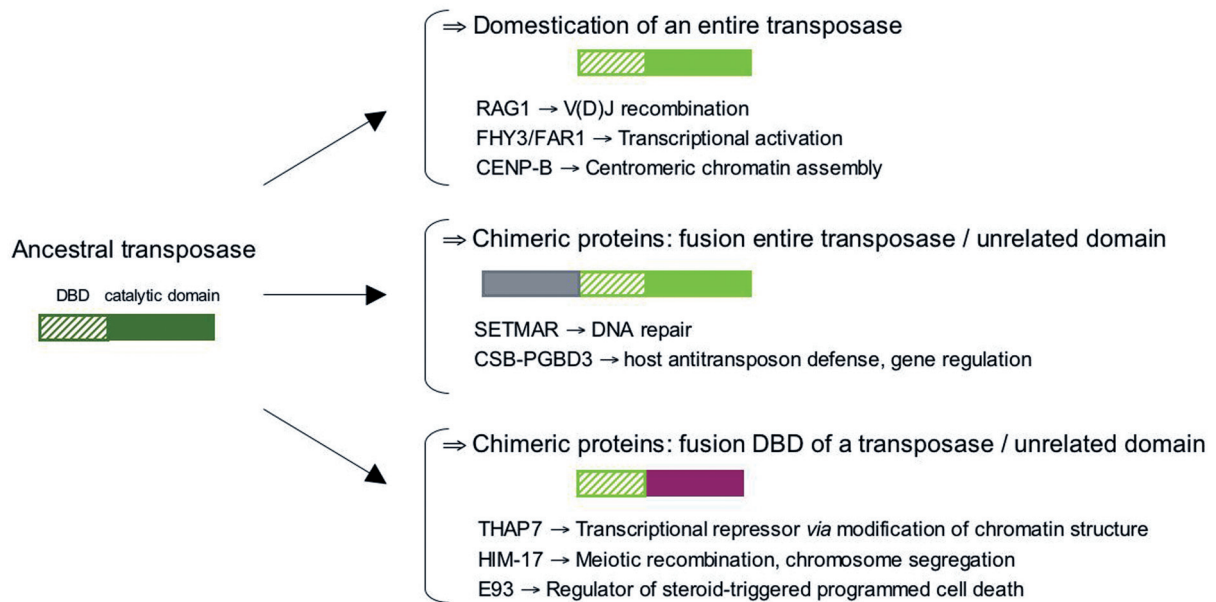 Ancestral transposase
DBD catalytic domain
⇒ Domestication of an entire transposase
RAG1 → V(D)J recombination
FHY3/FAR1 → Transcriptional activation
CENP-B → Centromeric chromatin assembly
⇒ Chimeric proteins: fusion entire transposase / unrelated domain
SETMAR → DNA repair
CSB-PGBD3 → host antitransposon defense, gene regulation
⇒ Chimeric proteins: fusion DBD of a transposase / unrelated domain
THAP7 → Transcriptional repressor via modification of chromatin structure
HIM-17 → Meiotic recombination, chromosome segregation
E93 → Regulator of steroid-triggered programmed cell death